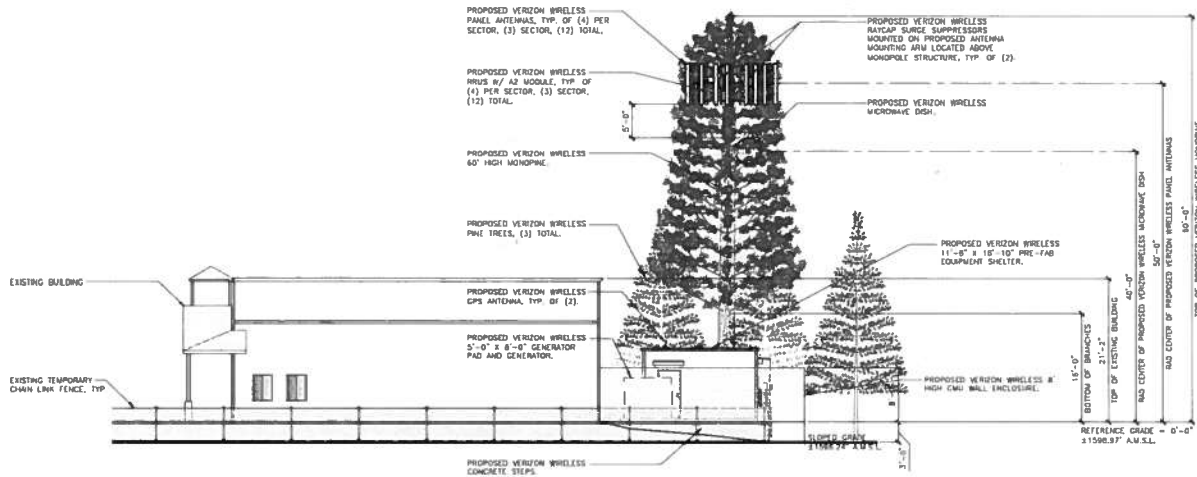 PROPOSED VERIZON WIRELESS
PANEL ANTENNAS, TYP. OF (4) PER
SECTOR, (3) SECTOR, (12) TOTAL.
PROPOSED VERIZON WIRELESS
RRUS W/ A2 MODULE, TYP OF
(4) PER SECTOR, (3) SECTOR,
(12) TOTAL.
PROPOSED VERIZON WIRELESS
60' HIGH MONOPINE.
PROPOSED VERIZON WIRELESS
PINE TREES, (3) TOTAL.
PROPOSED VERIZON WIRELESS
GPS ANTENNA, TYP. OF (2).
PROPOSED VERIZON WIRELESS
5'-0" X 8'-0" GENERATOR
PAD AND GENERATOR.
PROPOSED VERIZON WIRELESS
CONCRETE STEPS.
EXISTING BUILDING
EXISTING TEMPORARY
CHAIN LINK FENCE, TYP
PROPOSED VERIZON WIRELESS
RAYCAP SURGE SUPPRESSORS
MOUNTED ON PROPOSED ANTENNA
MOUNTING ARM LOCATED ABOVE
MONOPOLE STRUCTURE, TYP OF (2).
PROPOSED VERIZON WIRELESS
MICROWAVE DISH.
PROPOSED VERIZON WIRELESS
11'-6" X 16'-10" PRE-FAB
EQUIPMENT SHELTER.
PROPOSED VERIZON WIRELESS 8'
HIGH CMU WALL ENCLOSURE.
5'-0"
SLOPED GRADE
3'-0"
16'-0"
BOTTOM OF BRANCHES
21'-2"
TOP OF EXISTING BUILDING
40'-0"
RAD CENTER OF PROPOSED VERIZON WIRELESS MICROWAVE DISH
50'-0"
RAD CENTER OF PROPOSED VERIZON WIRELESS PANEL ANTENNAS
60'-0"
REFERENCE GRADE = 0'-0"
±1598.97' A.M.S.L.